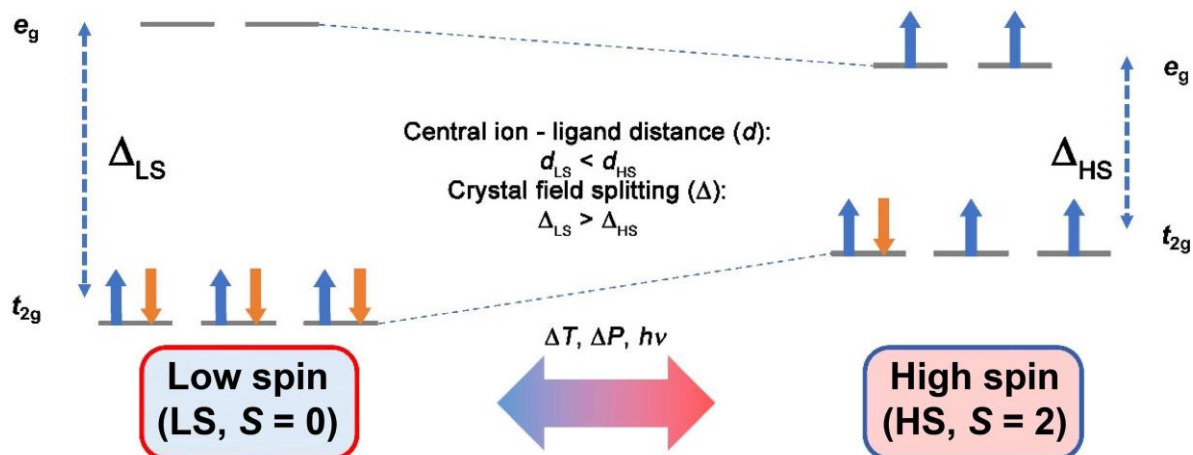 e_g
Δ_LS
t_2g
Central ion - ligand distance (d):
d_LS < d_HS
Crystal field splitting (Δ):
Δ_LS > Δ_HS
e_g
Δ_HS
t_2g
ΔT, ΔP, hν
Low spin
(LS, S = 0)
High spin
(HS, S = 2)